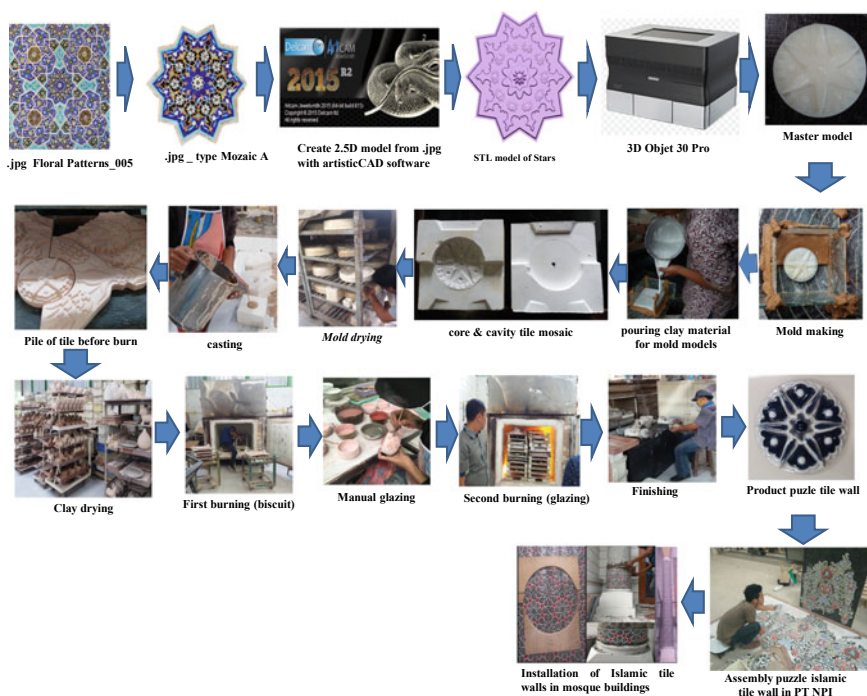 Delcam
2015 R2
.jpg Floral Patterns_005
.jpg _ type Mozaic A
Create 2.5D model from .jpg
with artisticCAD software
STL model of Stars
3D Objet 30 Pro
Master model
Pile of tile before burn
casting
Mold drying
core & cavity tile mosaic
pouring clay material
for mold models
Mold making
Clay drying
First burning (biscuit)
Manual glazing
Second burning (glazing)
Finishing
Product puzle tile wall
Installation of Islamic tile
walls in mosque buildings
Assembly puzzle islamic
tile wall in PT NPI